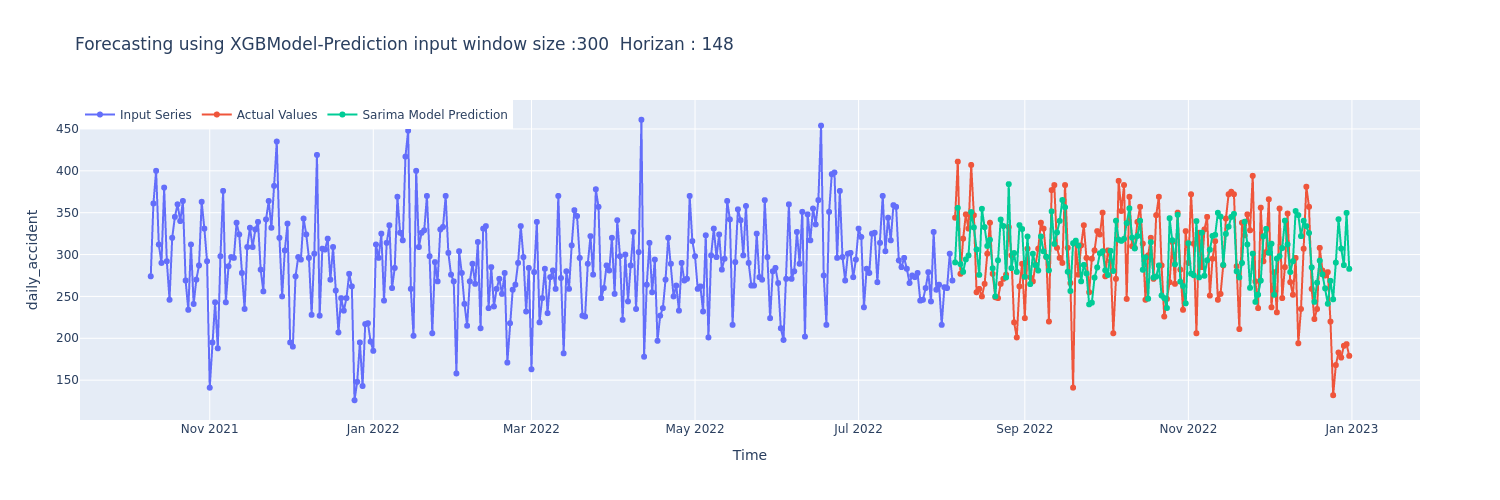 Forecasting using XGBModel-Prediction input window size :300  Horizan : 148
Input Series
Actual Values
Sarima Model Prediction
450
400
350
300
250
200
150
daily_accident
Nov 2021
Jan 2022
Mar 2022
May 2022
Jul 2022
Sep 2022
Nov 2022
Jan 2023
Time